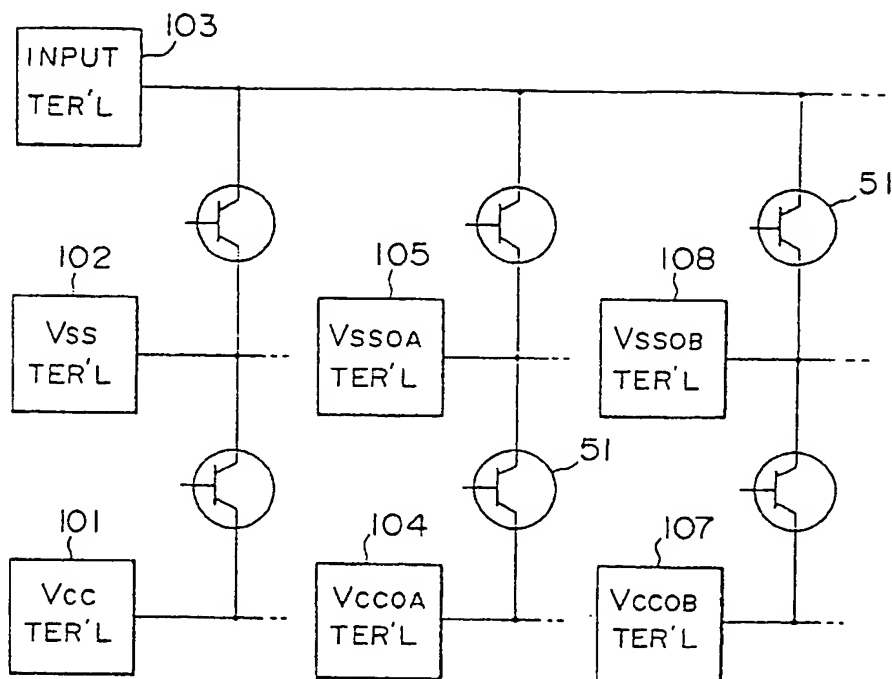 103
INPUT
TER'L
51
102
VSS
TER'L
105
VSSOA
TER'L
108
VSSOB
TER'L
51
101
VCC
TER'L
104
VCCOA
TER'L
107
VCCOB
TER'L